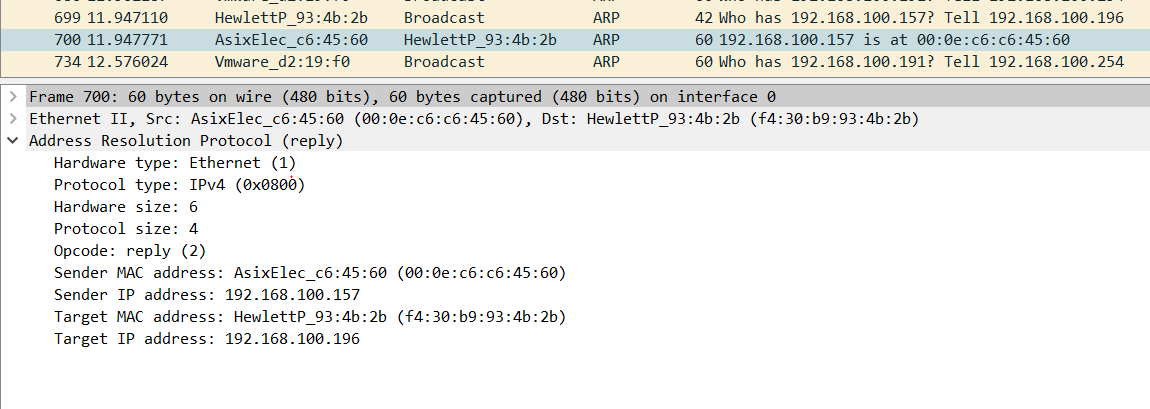 699 11.947110 HewlettP_93:4b:2b Broadcast ARP 42 Who has 192.168.100.157? Tell 192.168.100.196
700 11.947771 AsixElec_c6:45:60 HewlettP_93:4b:2b ARP 60 192.168.100.157 is at 00:0e:c6:c6:45:60
734 12.576024 Vmware_d2:19:f0 Broadcast ARP 60 Who has 192.168.100.191? Tell 192.168.100.254
Frame 700: 60 bytes on wire (480 bits), 60 bytes captured (480 bits) on interface 0
Ethernet II, Src: AsixElec_c6:45:60 (00:0e:c6:c6:45:60), Dst: HewlettP_93:4b:2b (f4:30:b9:93:4b:2b)
Address Resolution Protocol (reply)
Hardware type: Ethernet (1)
Protocol type: IPv4 (0x0800)
Hardware size: 6
Protocol size: 4
Opcode: reply (2)
Sender MAC address: AsixElec_c6:45:60 (00:0e:c6:c6:45:60)
Sender IP address: 192.168.100.157
Target MAC address: HewlettP_93:4b:2b (f4:30:b9:93:4b:2b)
Target IP address: 192.168.100.196